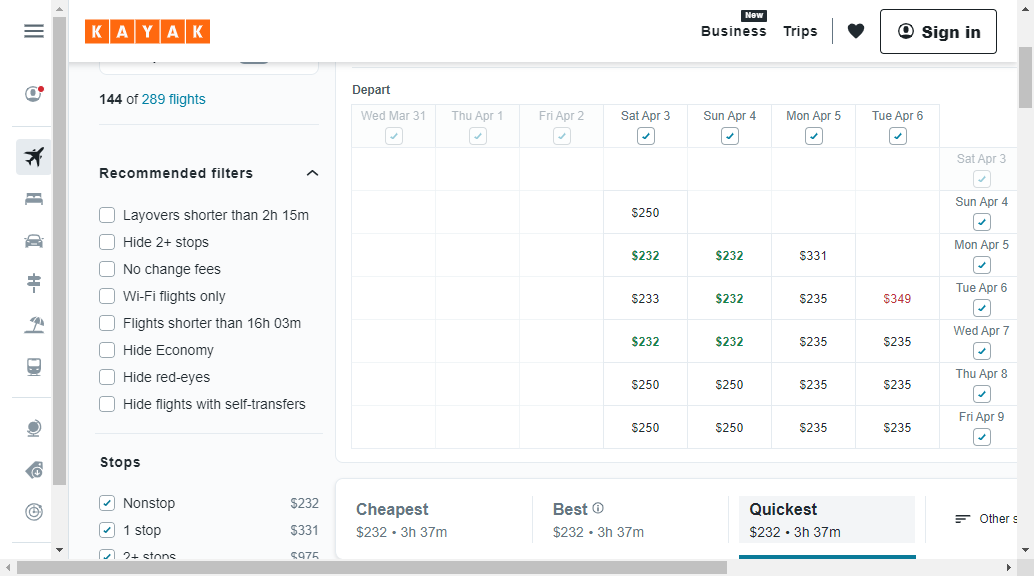 KAYAK
New
Business
Trips
Sign in
144 of 289 flights
Recommended filters
Layovers shorter than 2h 15m
Hide 2+ stops
No change fees
Wi-Fi flights only
Flights shorter than 16h 03m
Hide Economy
Hide red-eyes
Hide flights with self-transfers
Stops
Nonstop $232
1 stop $331
2+ stops $975
Depart
Wed Mar 31 Thu Apr 1 Fri Apr 2 Sat Apr 3 Sun Apr 4 Mon Apr 5 Tue Apr 6
Sat Apr 3
$250 Sun Apr 4
$232 $232 $331 Mon Apr 5
$233 $232 $235 $349 Tue Apr 6
$232 $232 $235 $235 Wed Apr 7
$250 $250 $235 $235 Thu Apr 8
$250 $250 $235 $235 Fri Apr 9
Cheapest
$232 • 3h 37m
Best
$232 • 3h 37m
Quickest
$232 • 3h 37m
Other s